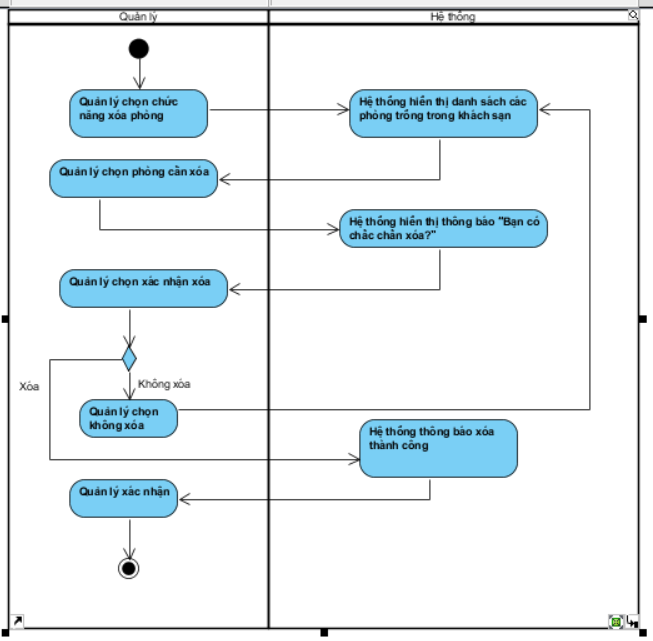 Quản lý
Hệ thống
Quản lý chọn chức
năng xóa phòng
Hệ thống hiển thị danh sách các
phòng trống trong khách sạn
Quản lý chọn phòng cần xóa
Hệ thống hiển thị thông báo "Bạn có
chắc chắn xóa?"
Quản lý chọn xác nhận xóa
Xóa
Không xóa
Quản lý chọn
không xóa
Hệ thống thông báo xóa
thành công
Quản lý xác nhận